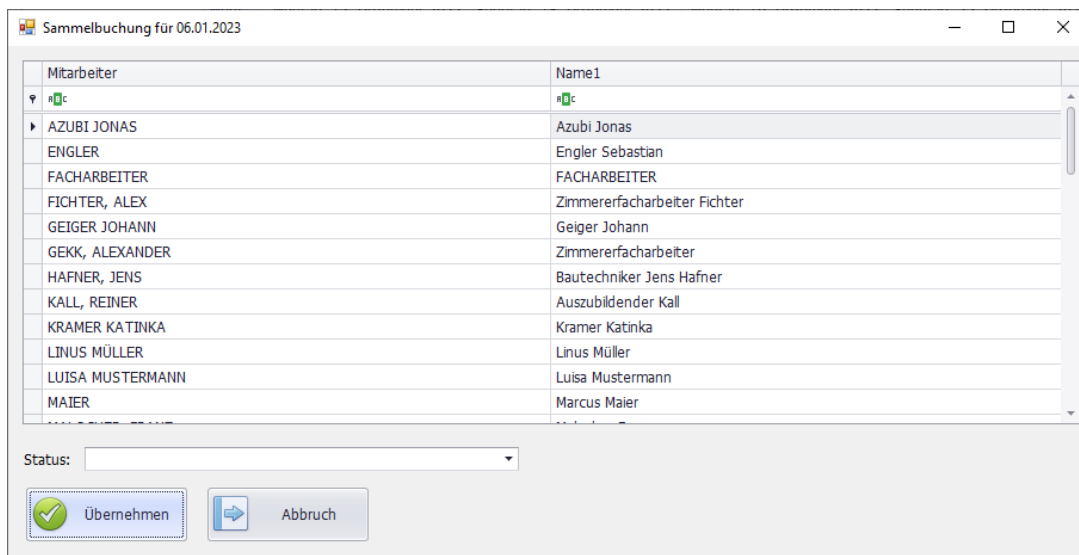 Sammelbuchung für 06.01.2023
Mitarbeiter Name1
ABC ABC
AZUBI JONAS Azubi Jonas
ENGLER Engler Sebastian
FACHARBEITER FACHARBEITER
FICHTER, ALEX Zimmererfacharbeiter Fichter
GEIGER JOHANN Geiger Johann
GEKK, ALEXANDER Zimmererfacharbeiter
HAFNER, JENS Bautechniker Jens Hafner
KALL, REINER Auszubildender Kall
KRAMER KATINKA Kramer Katinka
LINUS MÜLLER Linus Müller
LUISA MUSTERMANN Luisa Mustermann
MAIER Marcus Maier
Status:
Übernehmen Abbruch